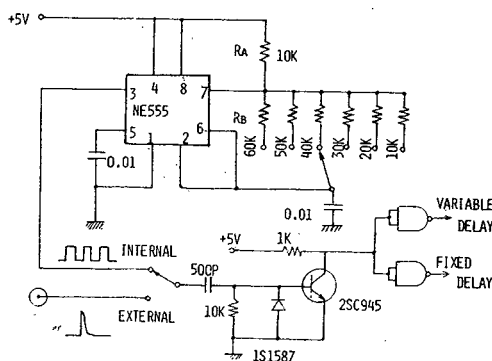 +5V
RA 10K
3 4 8 7
NE555
5 1 2 6
RB
60K 50K 40K 30K 20K 10K
0.01
0.01
VARIABLE DELAY
+5V 1K
INTERNAL
500P
FIXED DELAY
2SC945
10K
EXTERNAL
1S1587